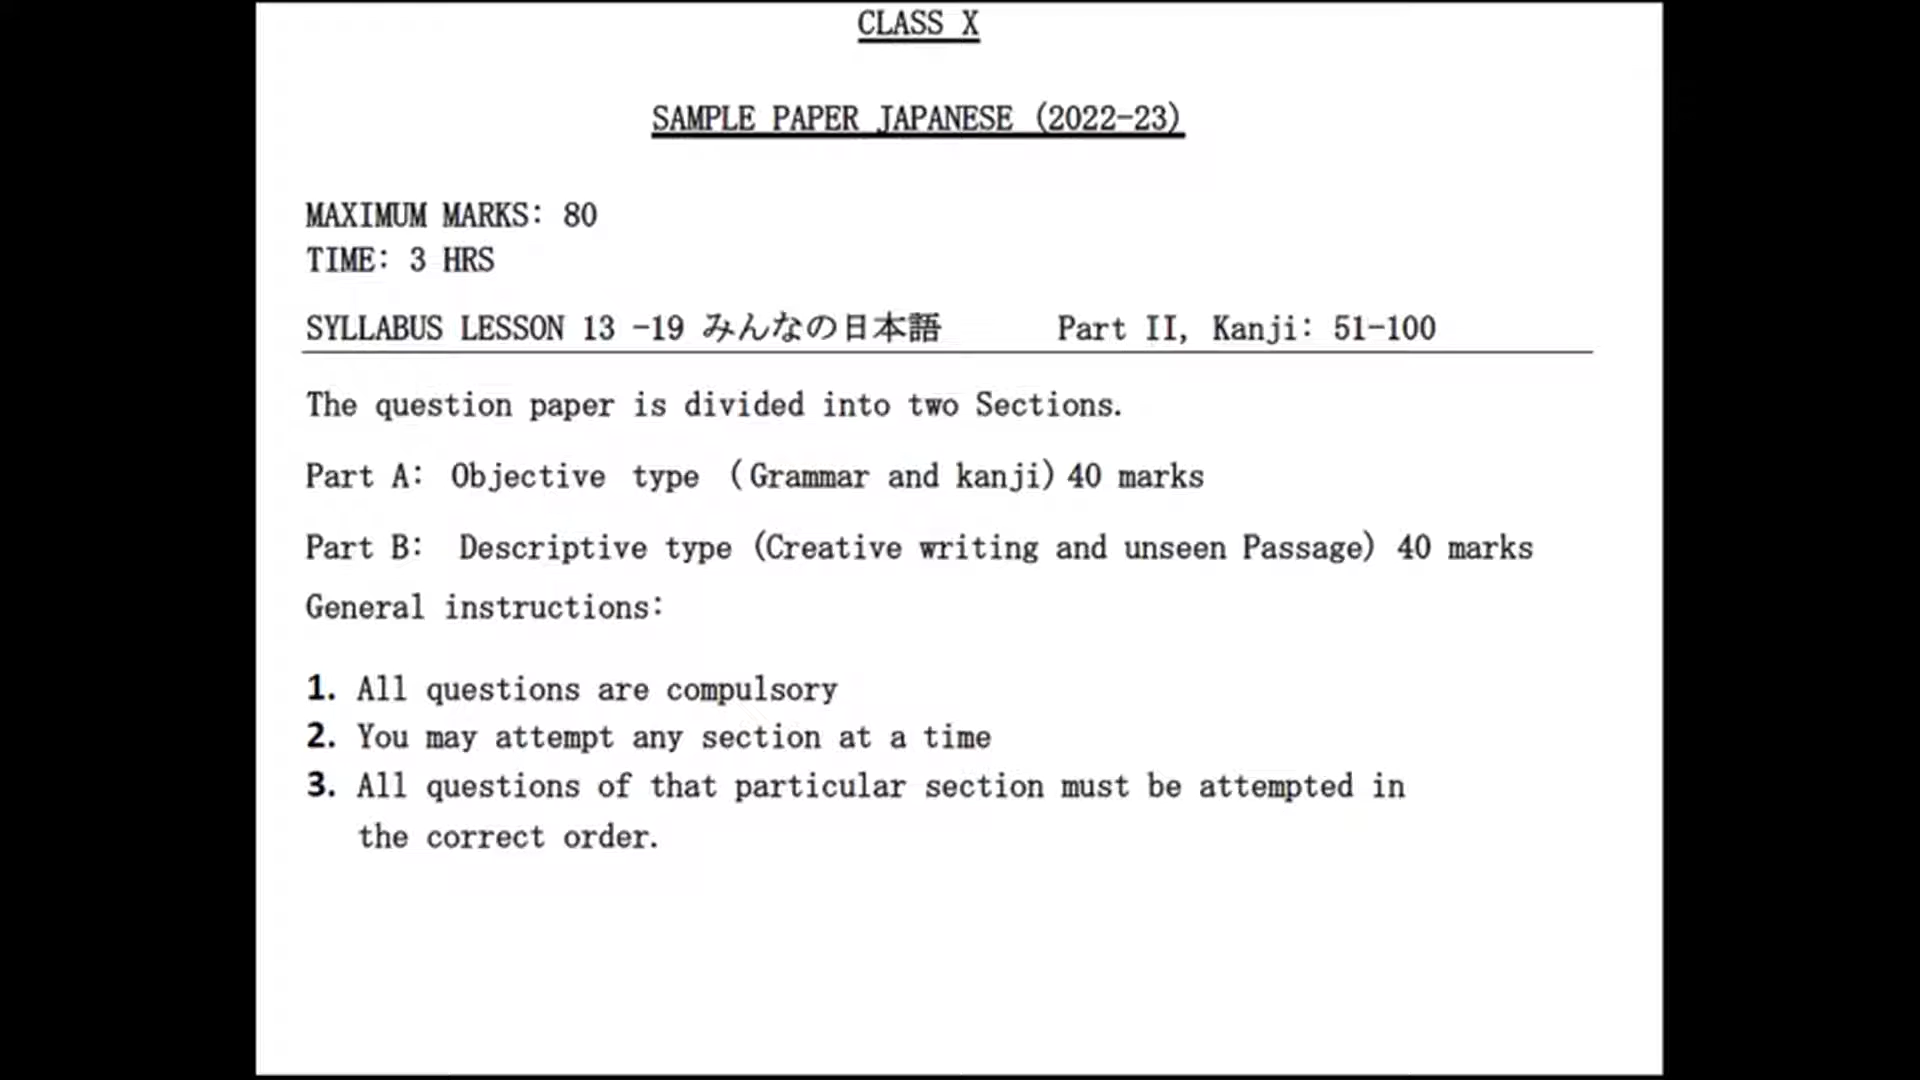 CLASS X
SAMPLE PAPER JAPANESE (2022-23)
MAXIMUM MARKS: 80
TIME: 3 HRS
SYLLABUS LESSON 13 -19 みんなの日本語 Part II, Kanji: 51-100
The question paper is divided into two Sections.
Part A: Objective type (Grammar and kanji) 40 marks
Part B: Descriptive type (Creative writing and unseen Passage) 40 marks
General instructions:
1. All questions are compulsory
2. You may attempt any section at a time
3. All questions of that particular section must be attempted in
the correct order.